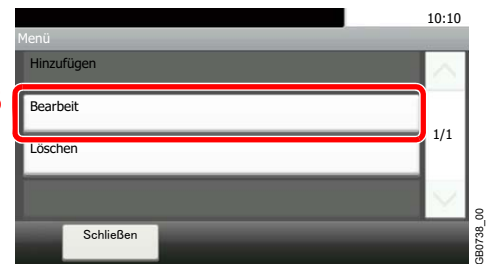 10:10
Menü
Hinzufügen
Bearbeit
1/1
Löschen
Schließen
GB0738_00